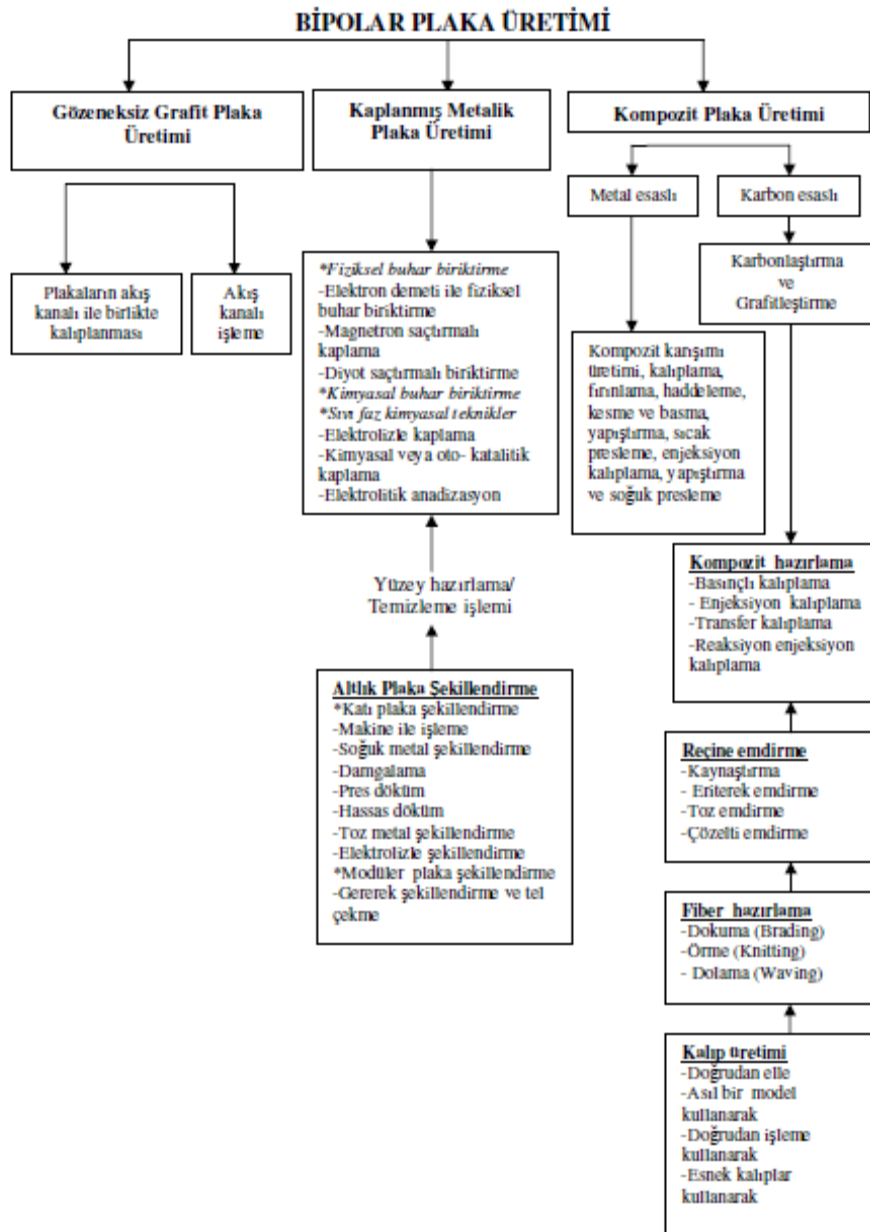 BİPOLAR PLAKA ÜRETİMİ
Gözeneksiz Grafit Plaka
Üretimi
Kaplanmış Metalik
Plaka Üretimi
Kompozit Plaka Üretimi
Metal esaslı
Karbon esaslı
Plakaların akış
kanalı ile birlikte
kalıplanması
Akış
kanalı
işleme
*Fiziksel buhar biriktirme
-Elektron demeti ile fiziksel
buhar biriktirme
-Magnetron saçtırmalı
kaplama
-Diyot saçtırmalı biriktirme
*Kimyasal buhar biriktirme
*Sıvı faz kimyasal teknikler
-Elektrolizle kaplama
-Kimyasal veya oto- katalitik
kaplama
-Elektrolitik anadizasyon
Yüzey hazırlama/
Temizleme işlemi
Altlık Plaka Şekillendirme
*Katı plaka şekillendirme
-Makine ile işleme
-Soğuk metal şekillendirme
-Damgalama
-Pres döküm
-Hassas döküm
-Toz metal şekillendirme
-Elektrolizle şekillendirme
*Modüler plaka şekillendirme
-Gererek şekillendirme ve tel
çekme
Kompozit karışımı
üretimi, kalıplama,
fırınlama, haddeleme,
kesme ve basma,
yapıştırma, sıcak
presleme, enjeksiyon
kalıplama, yapıştırma
ve soğuk presleme
Karbonlaştırma
ve
Grafitleştirme
Kompozit hazırlama
-Basınçlı kalıplama
- Enjeksiyon kalıplama
-Transfer kalıplama
-Reaksiyon enjeksiyon
kalıplama
Reçine emdirme
-Kaynaştırma
- Eriterek emdirme
-Toz emdirme
-Çözelti emdirme
Fiber hazırlama
-Dokuma (Brading)
-Örme (Knitting)
- Dolama (Waving)
Kalıp üretimi
-Doğrudan elle
-Asıl bir model
kullanarak
-Doğrudan işleme
kullanarak
-Esnek kalıplar
kullanarak